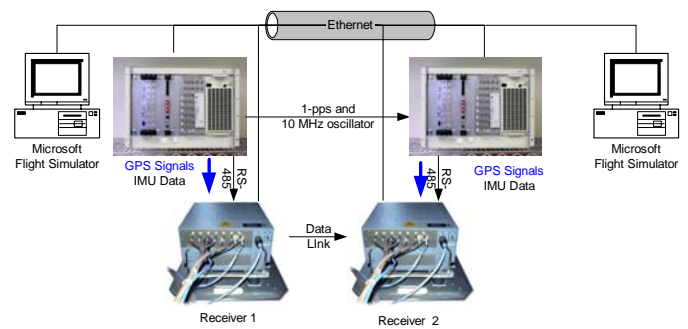 Ethernet
1-pps and
10 MHz oscillator
Microsoft
Flight Simulator
Microsoft
Flight Simulator
GPS Signals
IMU Data
RS-
485
GPS Signals
IMU Data
RS-
485
Data
LInk
Receiver 1
Receiver 2